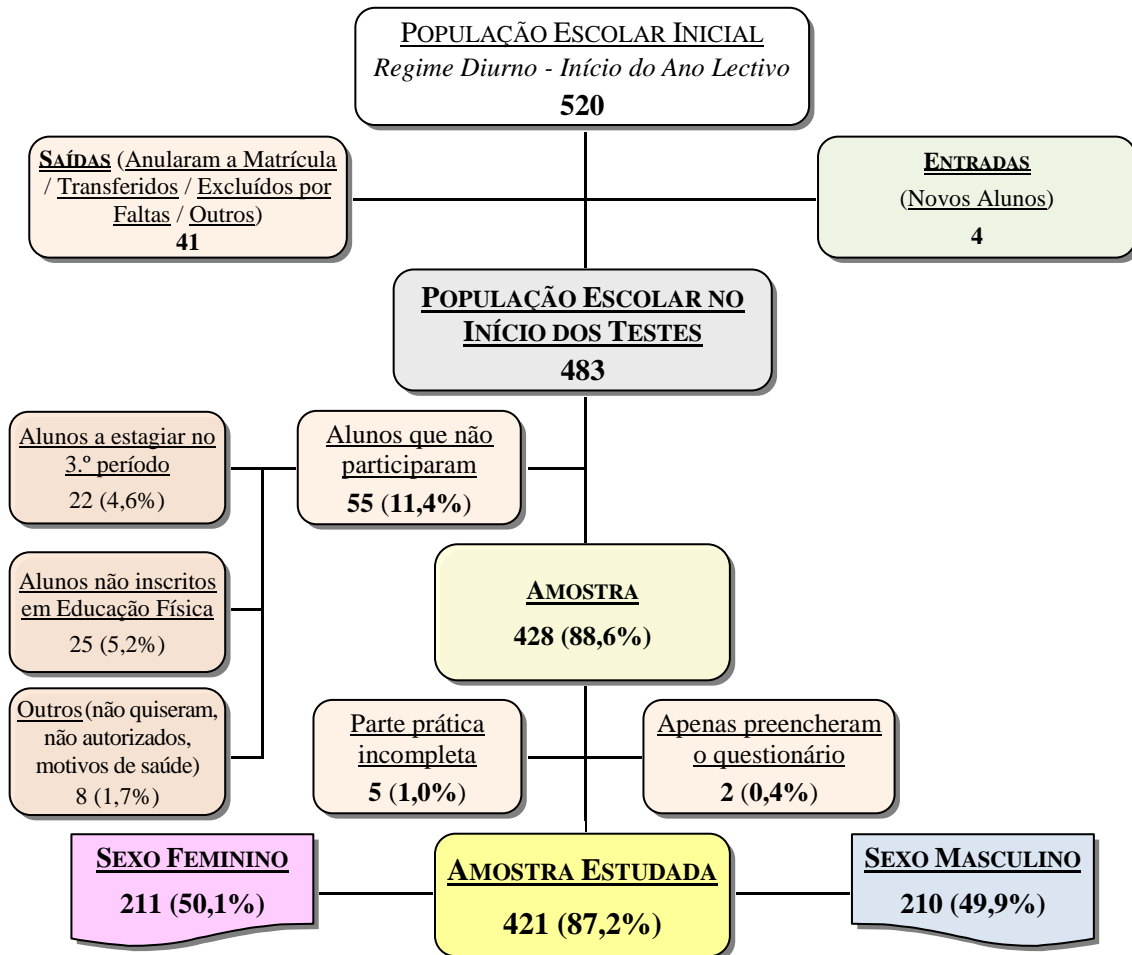 POPULAÇÃO ESCOLAR INICIAL
Regime Diurno - Início do Ano Lectivo
520
SAÍDAS (Anularam a Matrícula
/ Transferidos / Excluídos por
Faltas / Outros)
41
ENTRADAS
(Novos Alunos)
4
POPULAÇÃO ESCOLAR NO
INÍCIO DOS TESTES
483
Alunos a estagiar no
3.º período
22 (4,6%)
Alunos que não
participaram
55 (11,4%)
Alunos não inscritos
em Educação Física
25 (5,2%)
AMOSTRA
428 (88,6%)
Outros (não quiseram,
não autorizados,
motivos de saúde)
8 (1,7%)
Parte prática
incompleta
5 (1,0%)
Apenas preencheram
o questionário
2 (0,4%)
SEXO FEMININO
211 (50,1%)
AMOSTRA ESTUDADA
421 (87,2%)
SEXO MASCULINO
210 (49,9%)